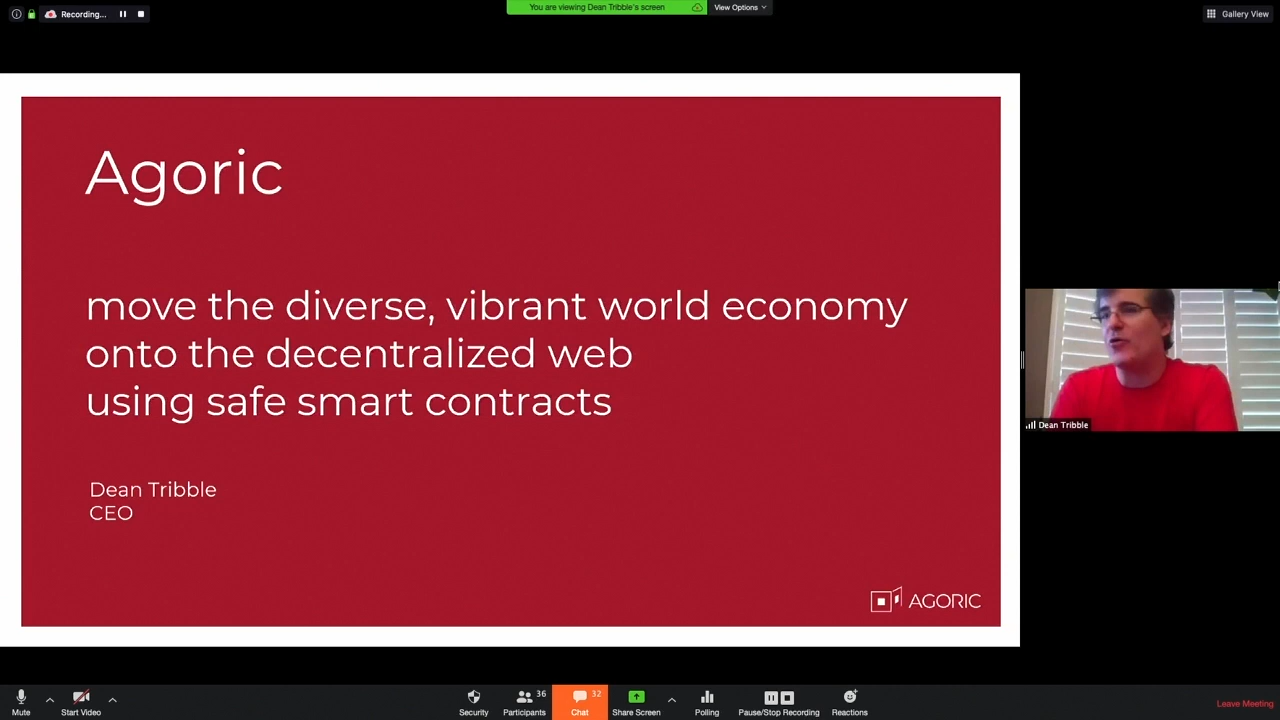 Recording...
You are viewing Dean Tribble's screen
View Options
Gallery View
Agoric
move the diverse, vibrant world economy
onto the decentralized web
using safe smart contracts
Dean Tribble
CEO
AGORIC
Dean Tribble
Mute
Start Video
Security
Participants
36
Chat
32
Share Screen
Polling
Pause/Stop Recording
Reactions
Leave Meeting